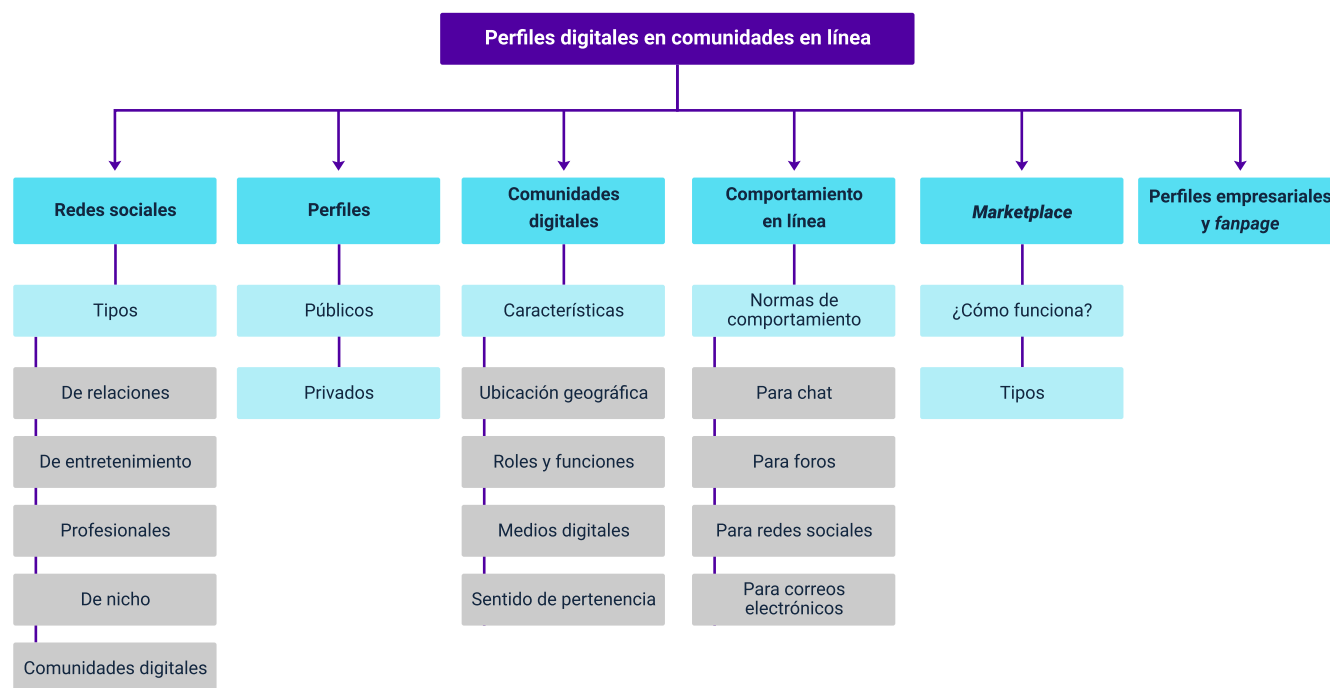 Perfiles digitales en comunidades en línea
Redes sociales
Tipos
De relaciones
De entretenimiento
Profesionales
De nicho
Comunidades digitales
Perfiles
Públicos
Privados
Comunidades
digitales
Características
Ubicación geográfica
Roles y funciones
Medios digitales
Sentido de pertenencia
Comportamiento
en línea
Normas de
comportamiento
Para chat
Para foros
Para redes sociales
Para correos
electrónicos
Marketplace
¿Cómo funciona?
Tipos
Perfiles empresariales
y fanpage